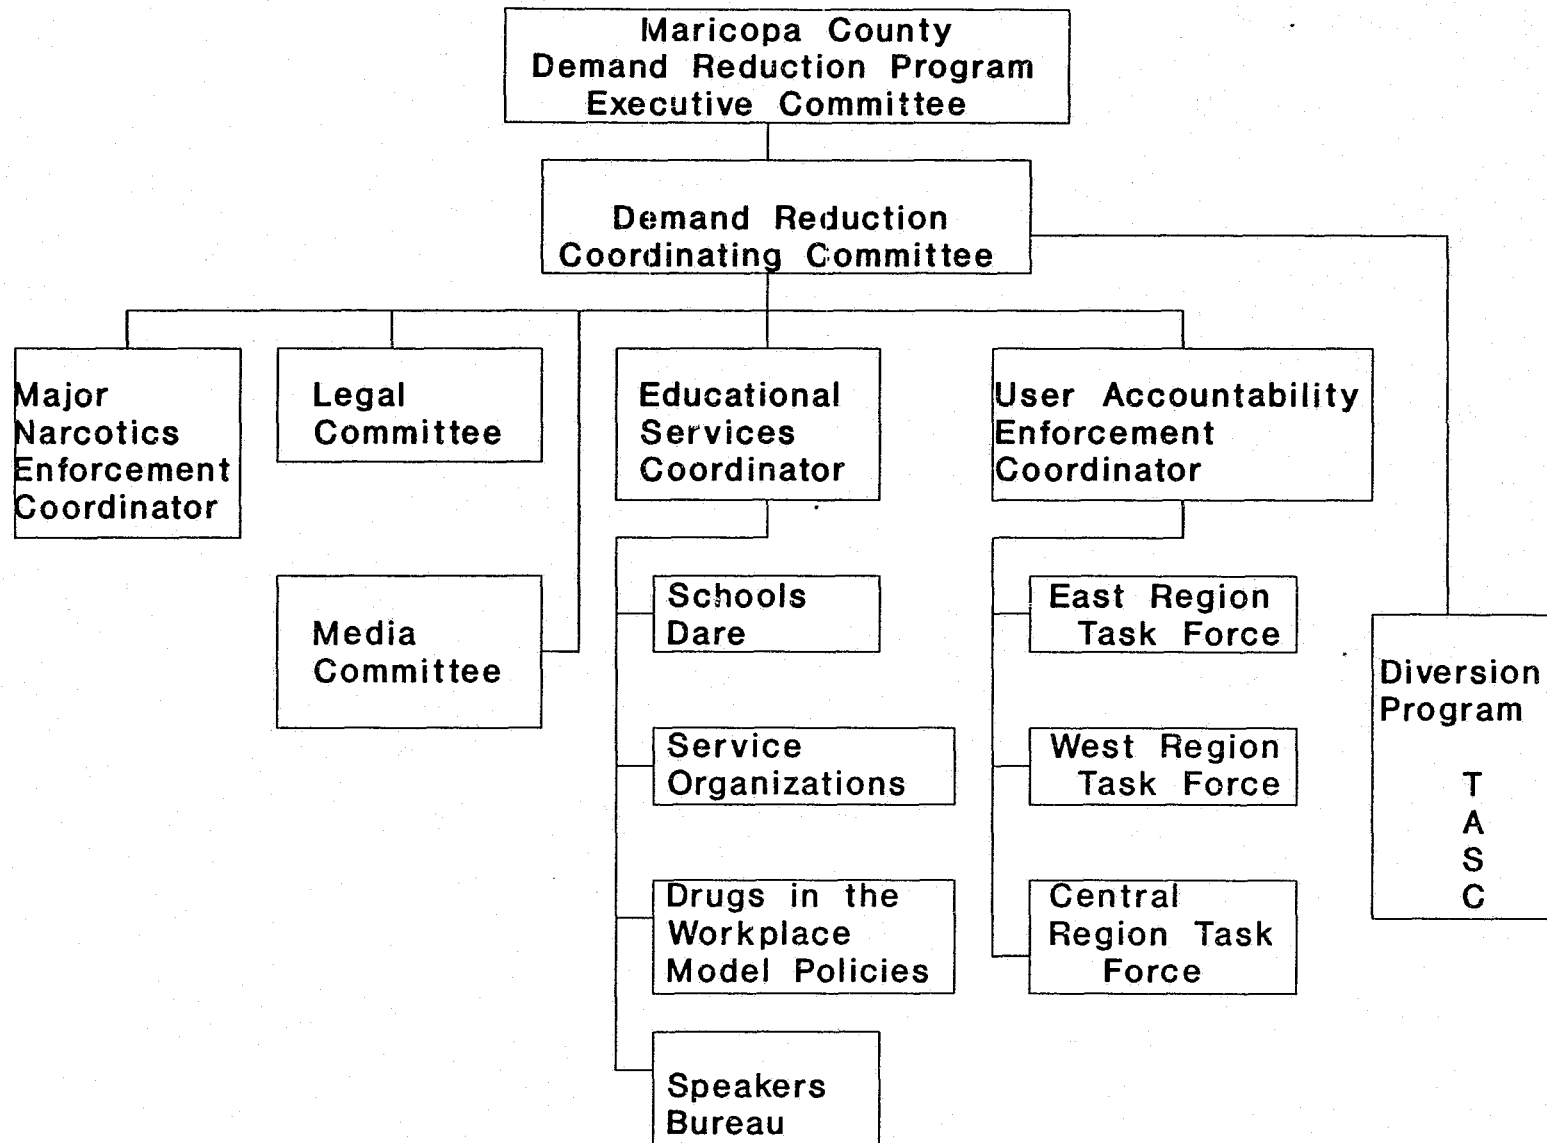 Maricopa County
Demand Reduction Program
Executive Committee
Demand Reduction
Coordinating Committee
Major
Narcotics
Enforcement
Coordinator
Legal
Committee
Educational
Services
Coordinator
User Accountability
Enforcement
Coordinator
Media
Committee
Schools
Dare
Service
Organizations
Drugs in the
Workplace
Model Policies
Speakers
Bureau
East Region
Task Force
West Region
Task Force
Central
Region Task
Force
Diversion
Program
T
A
S
C